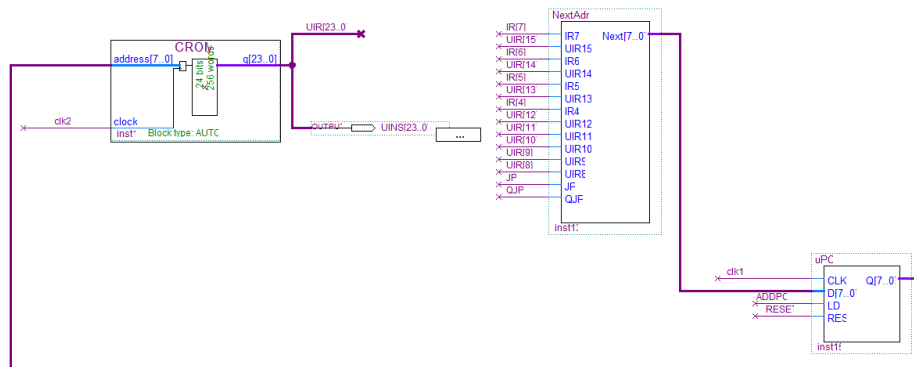 UIR[23..0]
CROM
address[7..0]
q[23..0]
24 bits
256 words
clk2
clock
inst
Block type: AUTO
OUTPUT
UINS[23..0]
...
NextAdr
IR[7]
UIR[15]
IR[6]
UIR[14]
IR[5]
UIR[13]
IR[4]
UIR[12]
UIR[11]
UIR[10]
UIR[9]
UIR[8]
JP
QJP
IR7
UIR15
IR6
UIR14
IR5
UIR13
IR4
UIR12
UIR11
UIR10
UIR9
UIR8
JP
QJP
Next[7..0]
uPC
clk1
ADDPC
RESET
CLK
D[7..0]
LD
RES
Q[7..0]